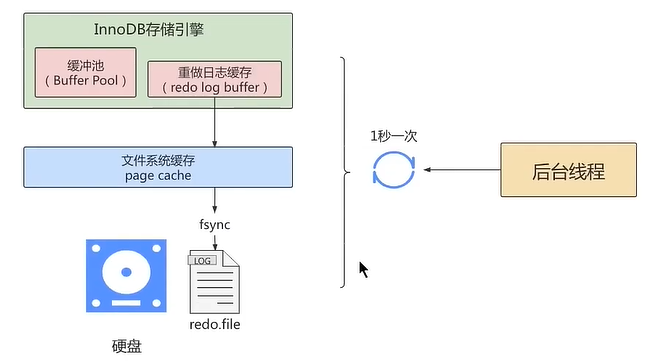 InnoDB存储引擎
缓冲池
（Buffer Pool）
重做日志缓存
（redo log buffer）
1秒一次
文件系统缓存
page cache
后台线程
fsync
LOG
redo.file
硬盘